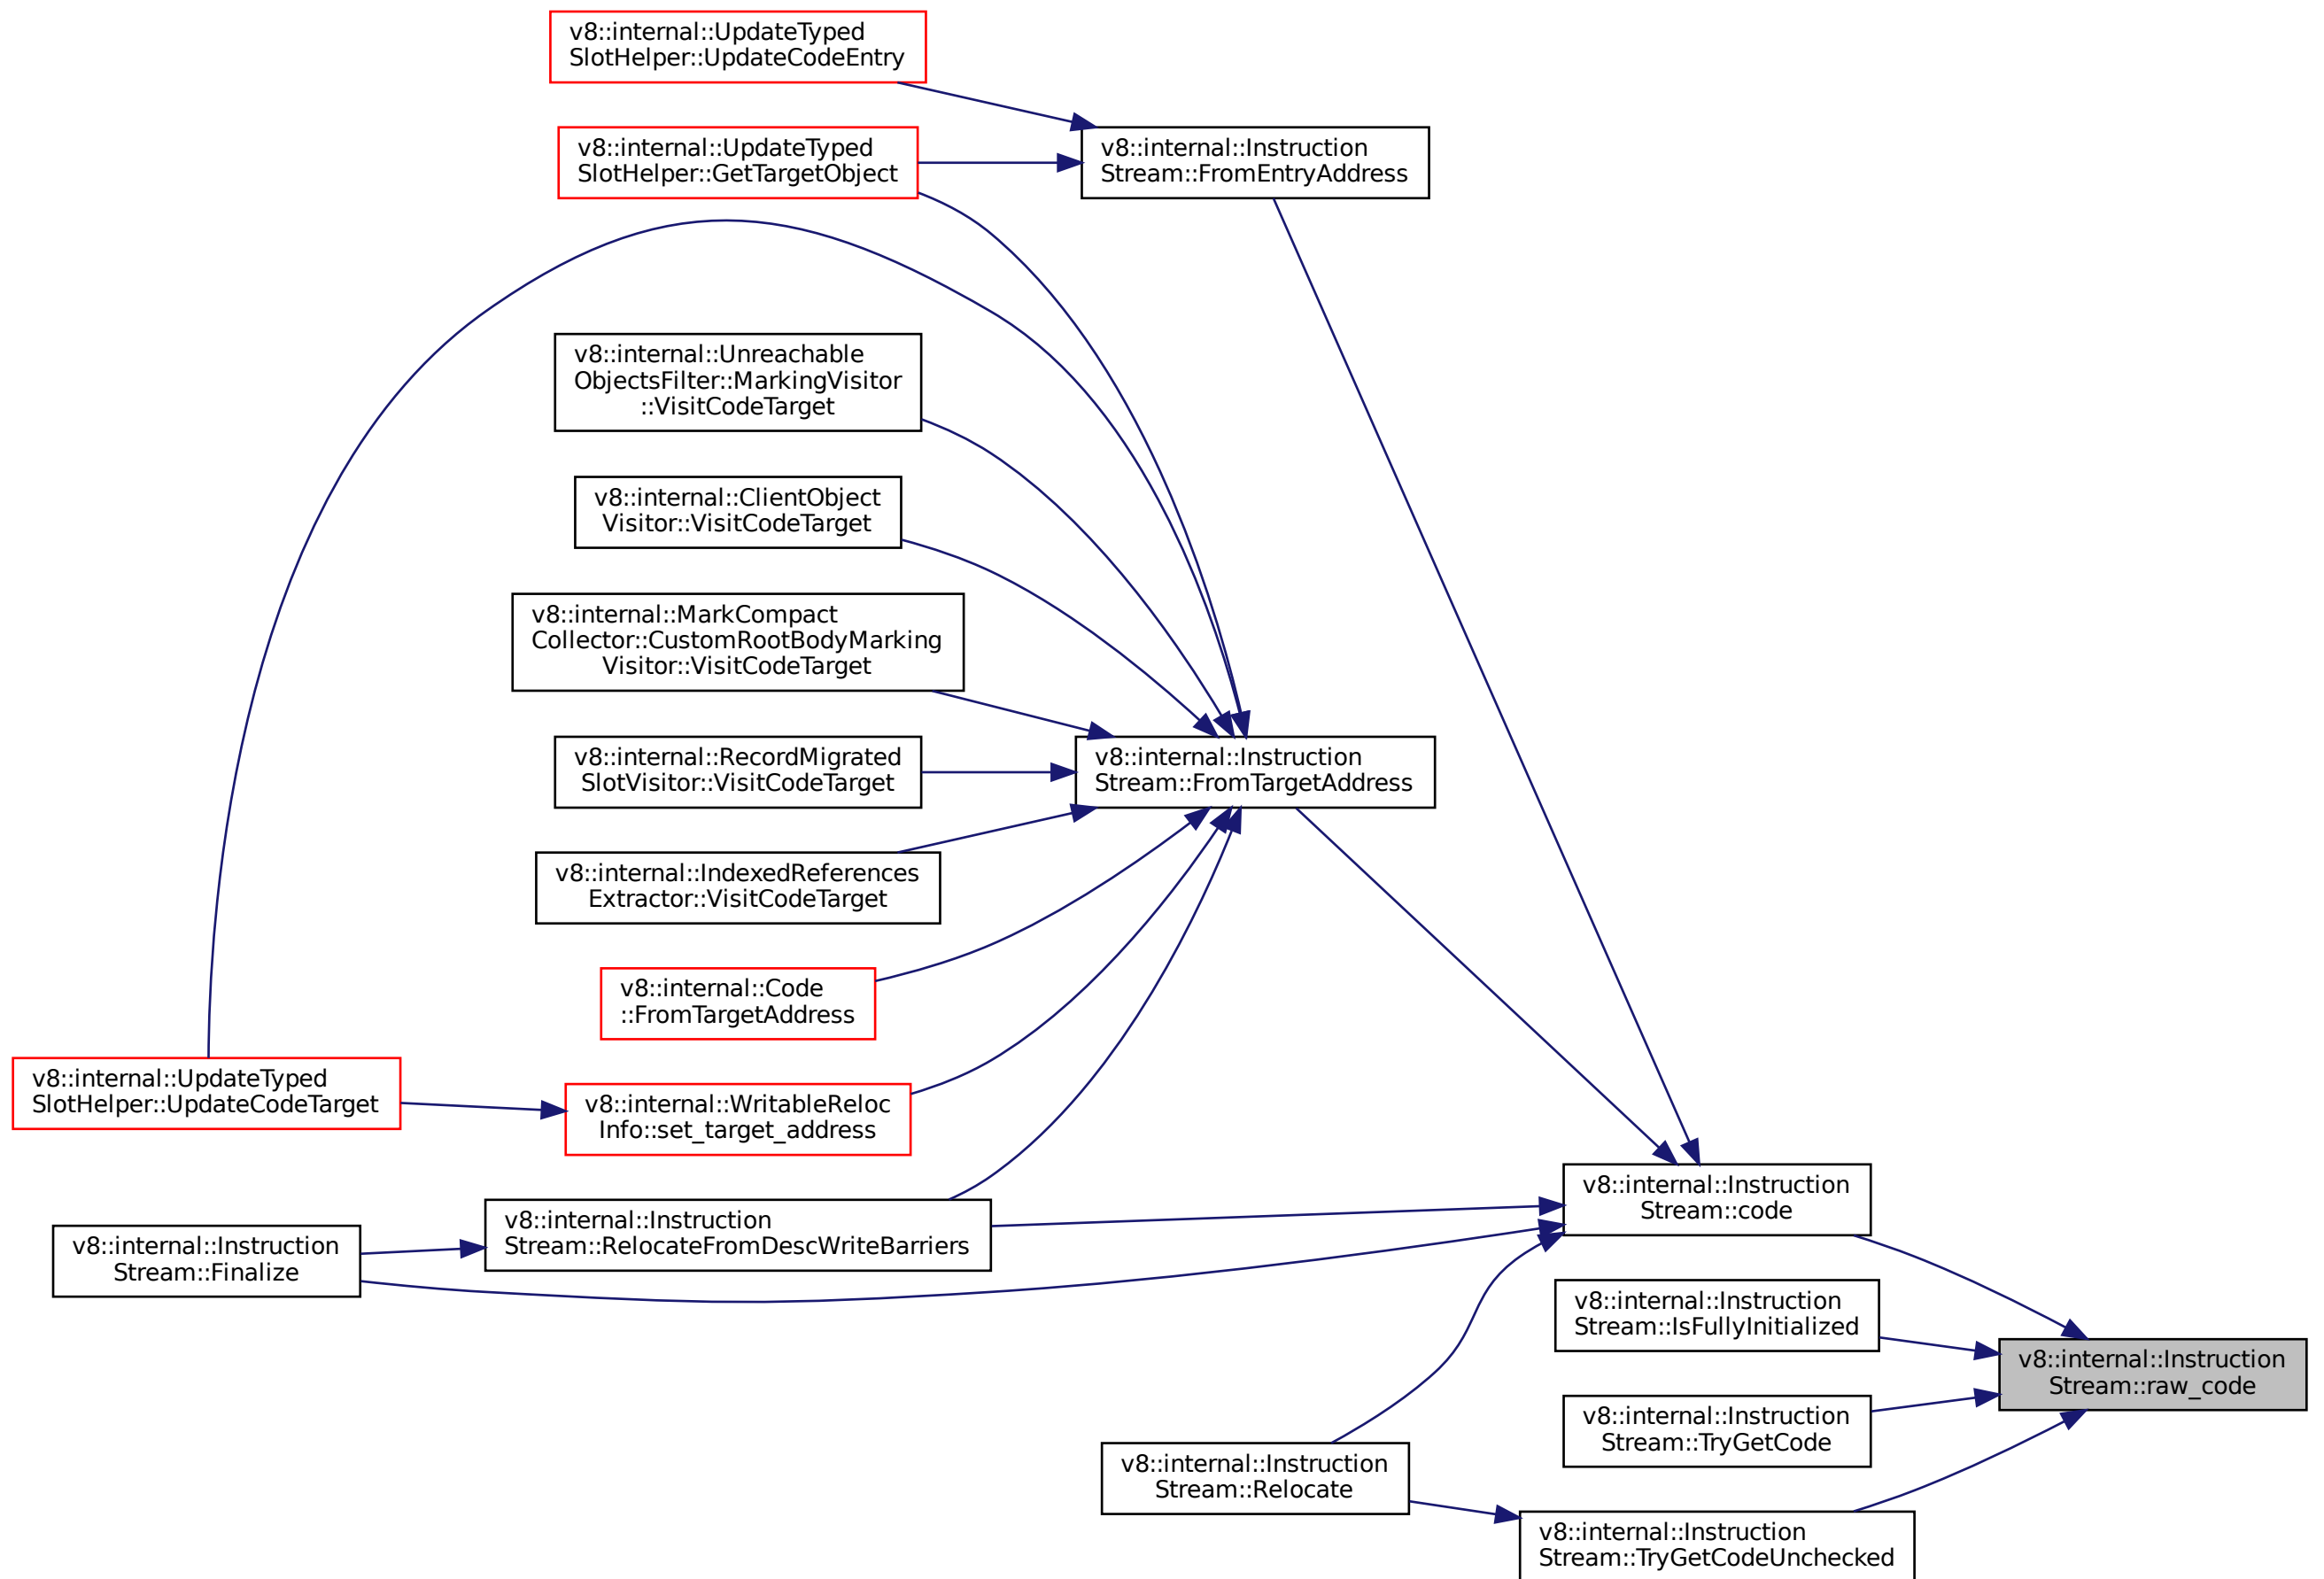 v8::internal::UpdateTyped
SlotHelper::UpdateCodeEntry
v8::internal::UpdateTyped
SlotHelper::GetTargetObject
v8::internal::Instruction
Stream::FromEntryAddress
v8::internal::Unreachable
ObjectsFilter::MarkingVisitor
::VisitCodeTarget
v8::internal::ClientObject
Visitor::VisitCodeTarget
v8::internal::MarkCompact
Collector::CustomRootBodyMarking
Visitor::VisitCodeTarget
v8::internal::RecordMigrated
SlotVisitor::VisitCodeTarget
v8::internal::Instruction
Stream::FromTargetAddress
v8::internal::IndexedReferences
Extractor::VisitCodeTarget
v8::internal::Code
::FromTargetAddress
v8::internal::UpdateTyped
SlotHelper::UpdateCodeTarget
v8::internal::WritableReloc
Info::set_target_address
v8::internal::Instruction
Stream::code
v8::internal::Instruction
Stream::RelocateFromDescWriteBarriers
v8::internal::Instruction
Stream::Finalize
v8::internal::Instruction
Stream::IsFullyInitialized
v8::internal::Instruction
Stream::raw_code
v8::internal::Instruction
Stream::TryGetCode
v8::internal::Instruction
Stream::Relocate
v8::internal::Instruction
Stream::TryGetCodeUnchecked